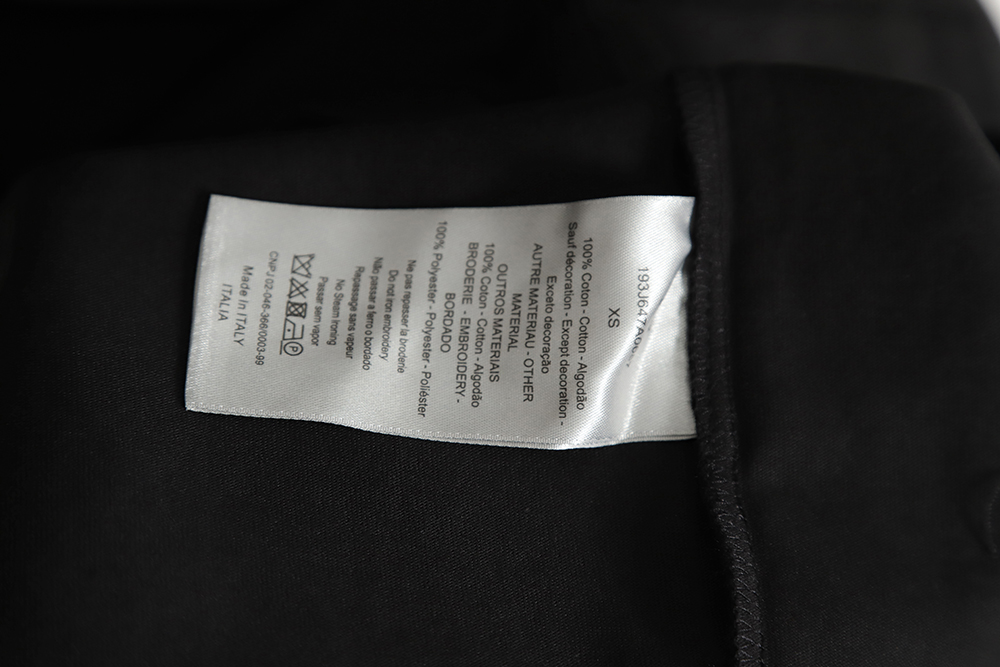 193J647A06
XS
100% Coton - Cotton - Algodão
Sauf décoration - Except decoration -
Exceto decoração
AUTRE MATERIAU - OTHER
MATERIAL
OUTROS MATERIAIS
100% Coton - Cotton - Algodão
BRODERIE - EMBROIDERY -
BORDADO
100% Polyester - Polyester - Poliéster
Ne pas repasser la broderie
Do not iron embroidery
Não passar a ferro o bordado
Repassage sans vapeur
No Steam Ironing
Passar sem vapor
P
CNPJ 02-046-366/0003-99
Made In ITALY
ITALIA